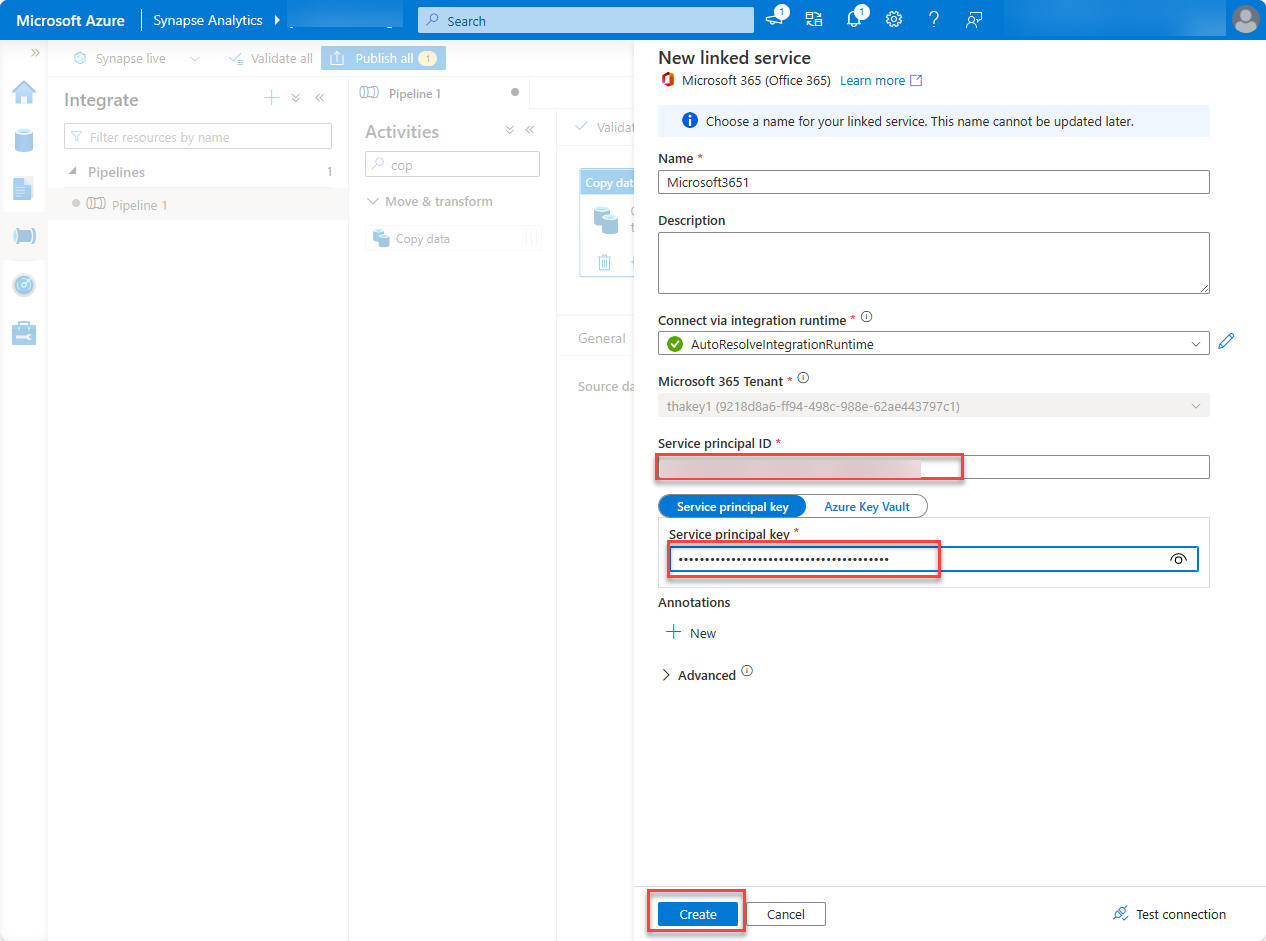 Microsoft Azure
Synapse Analytics
Search
1
1
Synapse live
Validate all
Publish all
1
Integrate
Filter resources by name
Pipelines
1
Pipeline 1
Pipeline 1
Activities
cop
Move & transform
Copy data
Validat
Copy dat
General
Source da
New linked service
Microsoft 365 (Office 365)
Learn more
Choose a name for your linked service. This name cannot be updated later.
Name *
Microsoft3651
Description
Connect via integration runtime *
AutoResolveIntegrationRuntime
Microsoft 365 Tenant *
thakey1 (9218d8a6-ff94-498c-988e-62ae443797c1)
Service principal ID *
Service principal key
Azure Key Vault
Service principal key *
Annotations
New
Advanced
Create
Cancel
Test connection